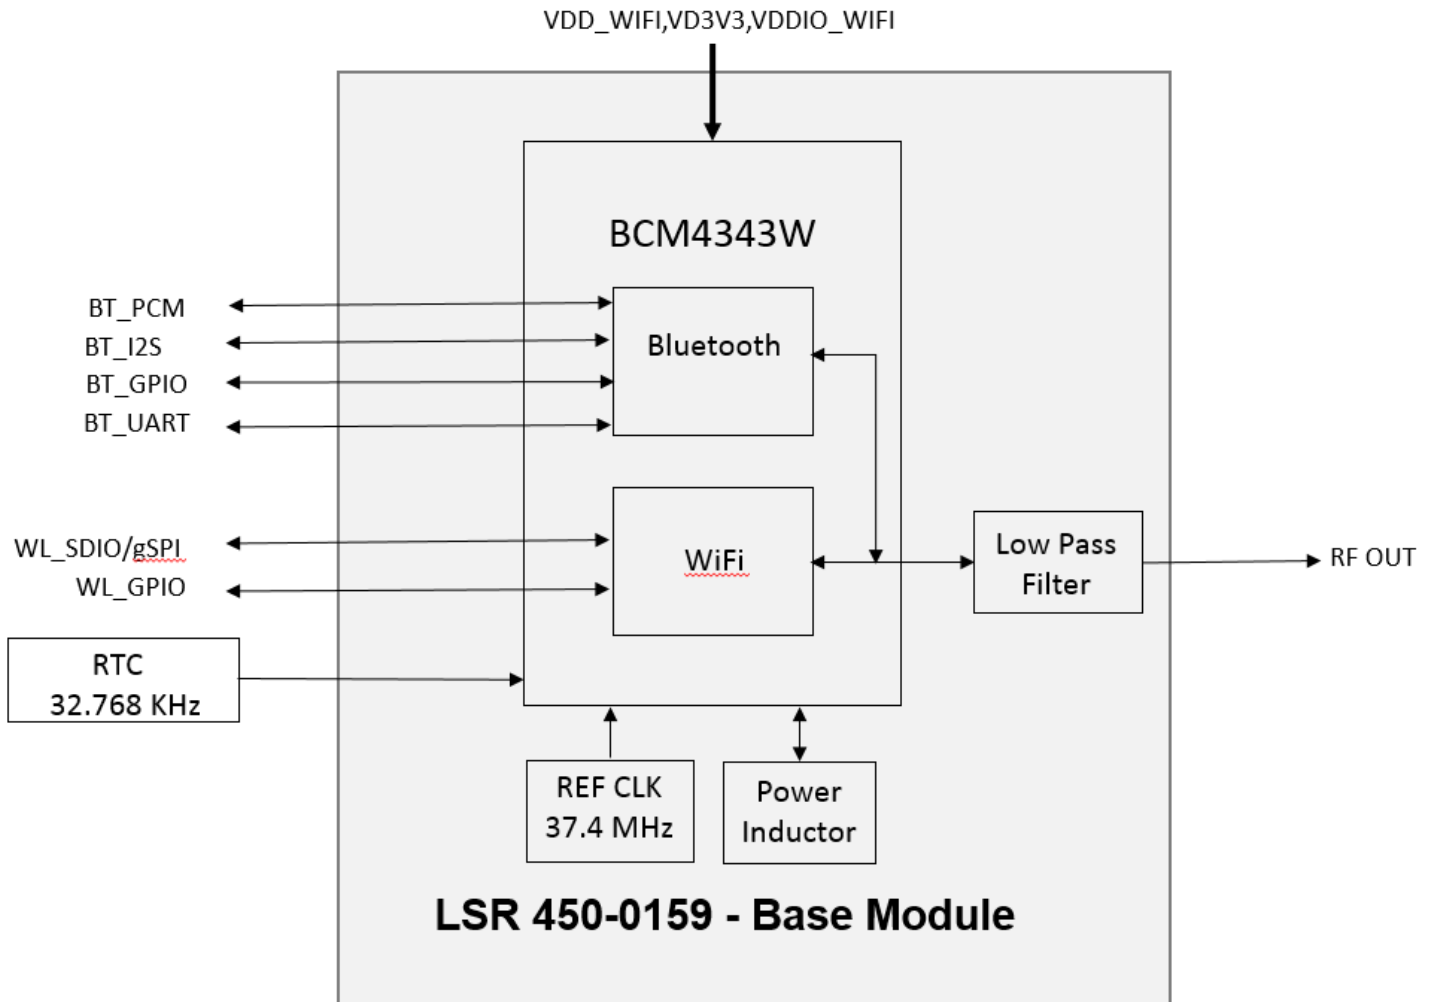 VDD_WIFI,VD3V3,VDDIO_WIFI
BCM4343W
BT_PCM
BT_I2S
BT_GPIO
BT_UART
Bluetooth
WL_SDIO/gSPI
WL_GPIO
WiFi
Low Pass
Filter
RF OUT
RTC
32.768 KHz
REF CLK
37.4 MHz
Power
Inductor
LSR 450-0159 - Base Module